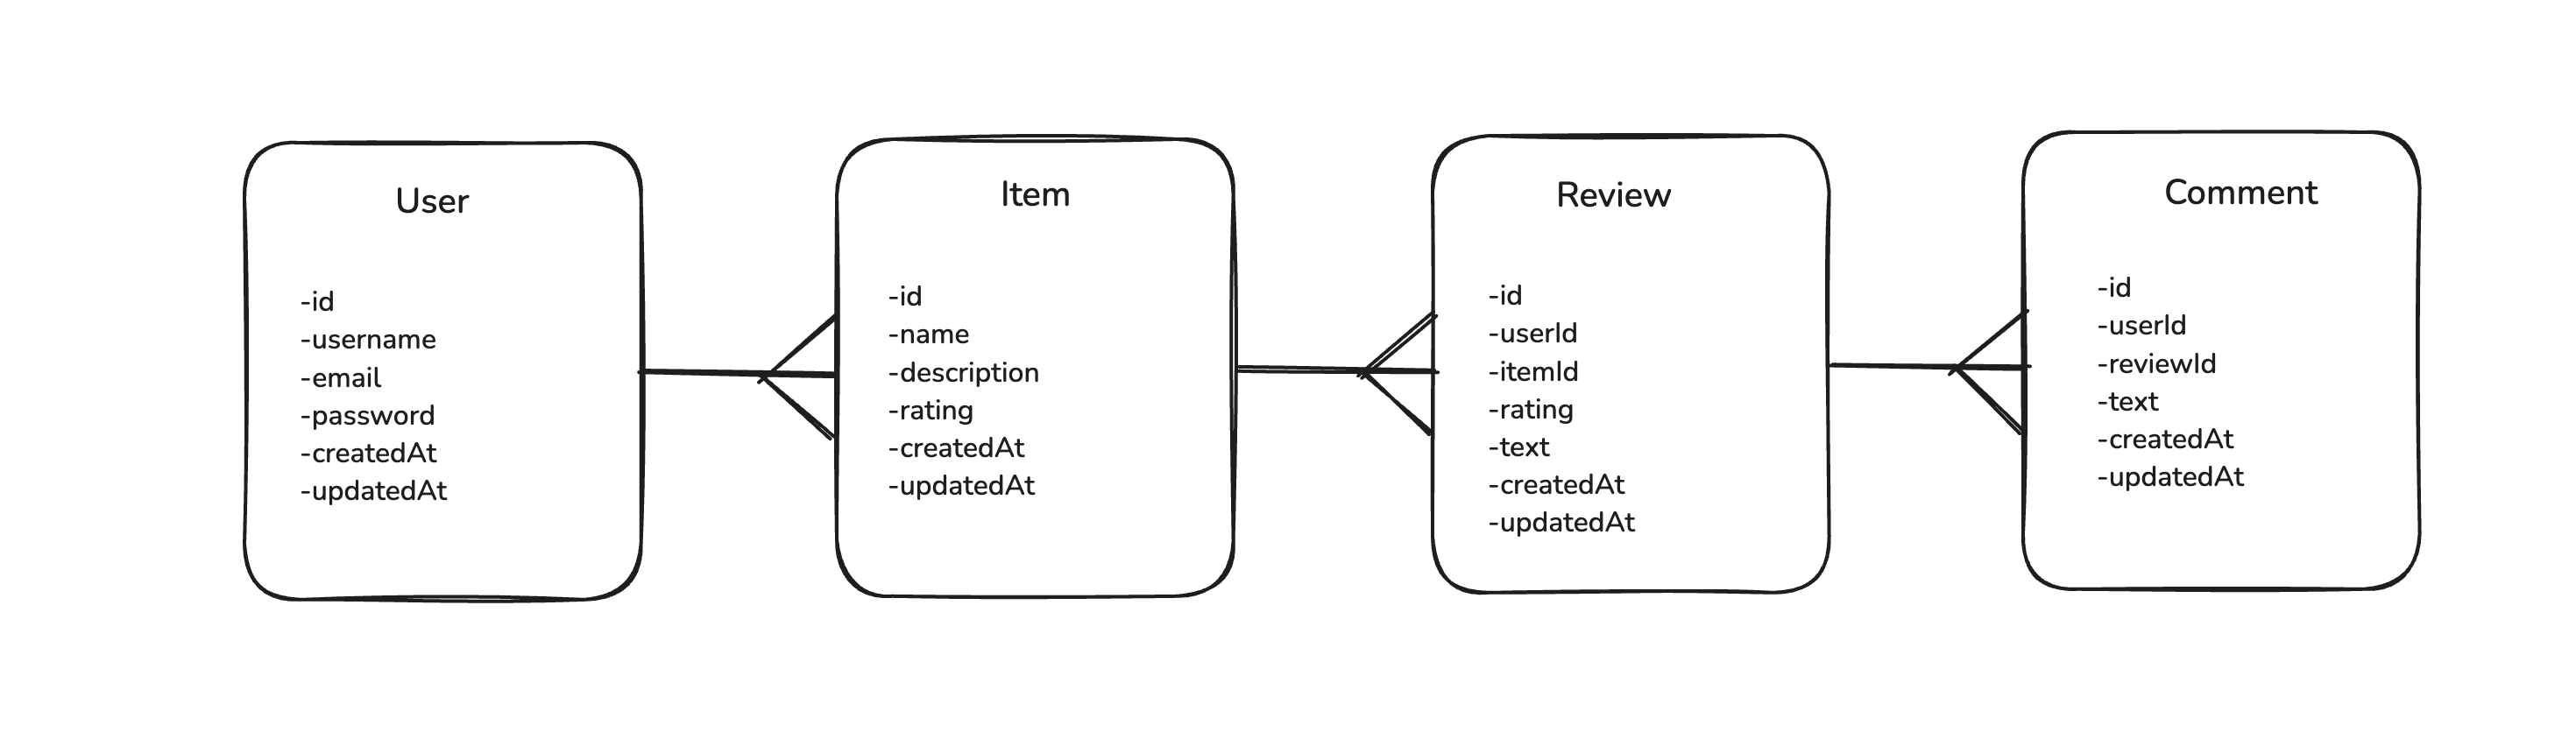 User
-id
-username
-email
-password
-createdAt
-updatedAt
Item
-id
-name
-description
-rating
-createdAt
-updatedAt
Review
-id
-userId
-itemId
-rating
-text
-createdAt
-updatedAt
Comment
-id
-userId
-reviewId
-text
-createdAt
-updatedAt